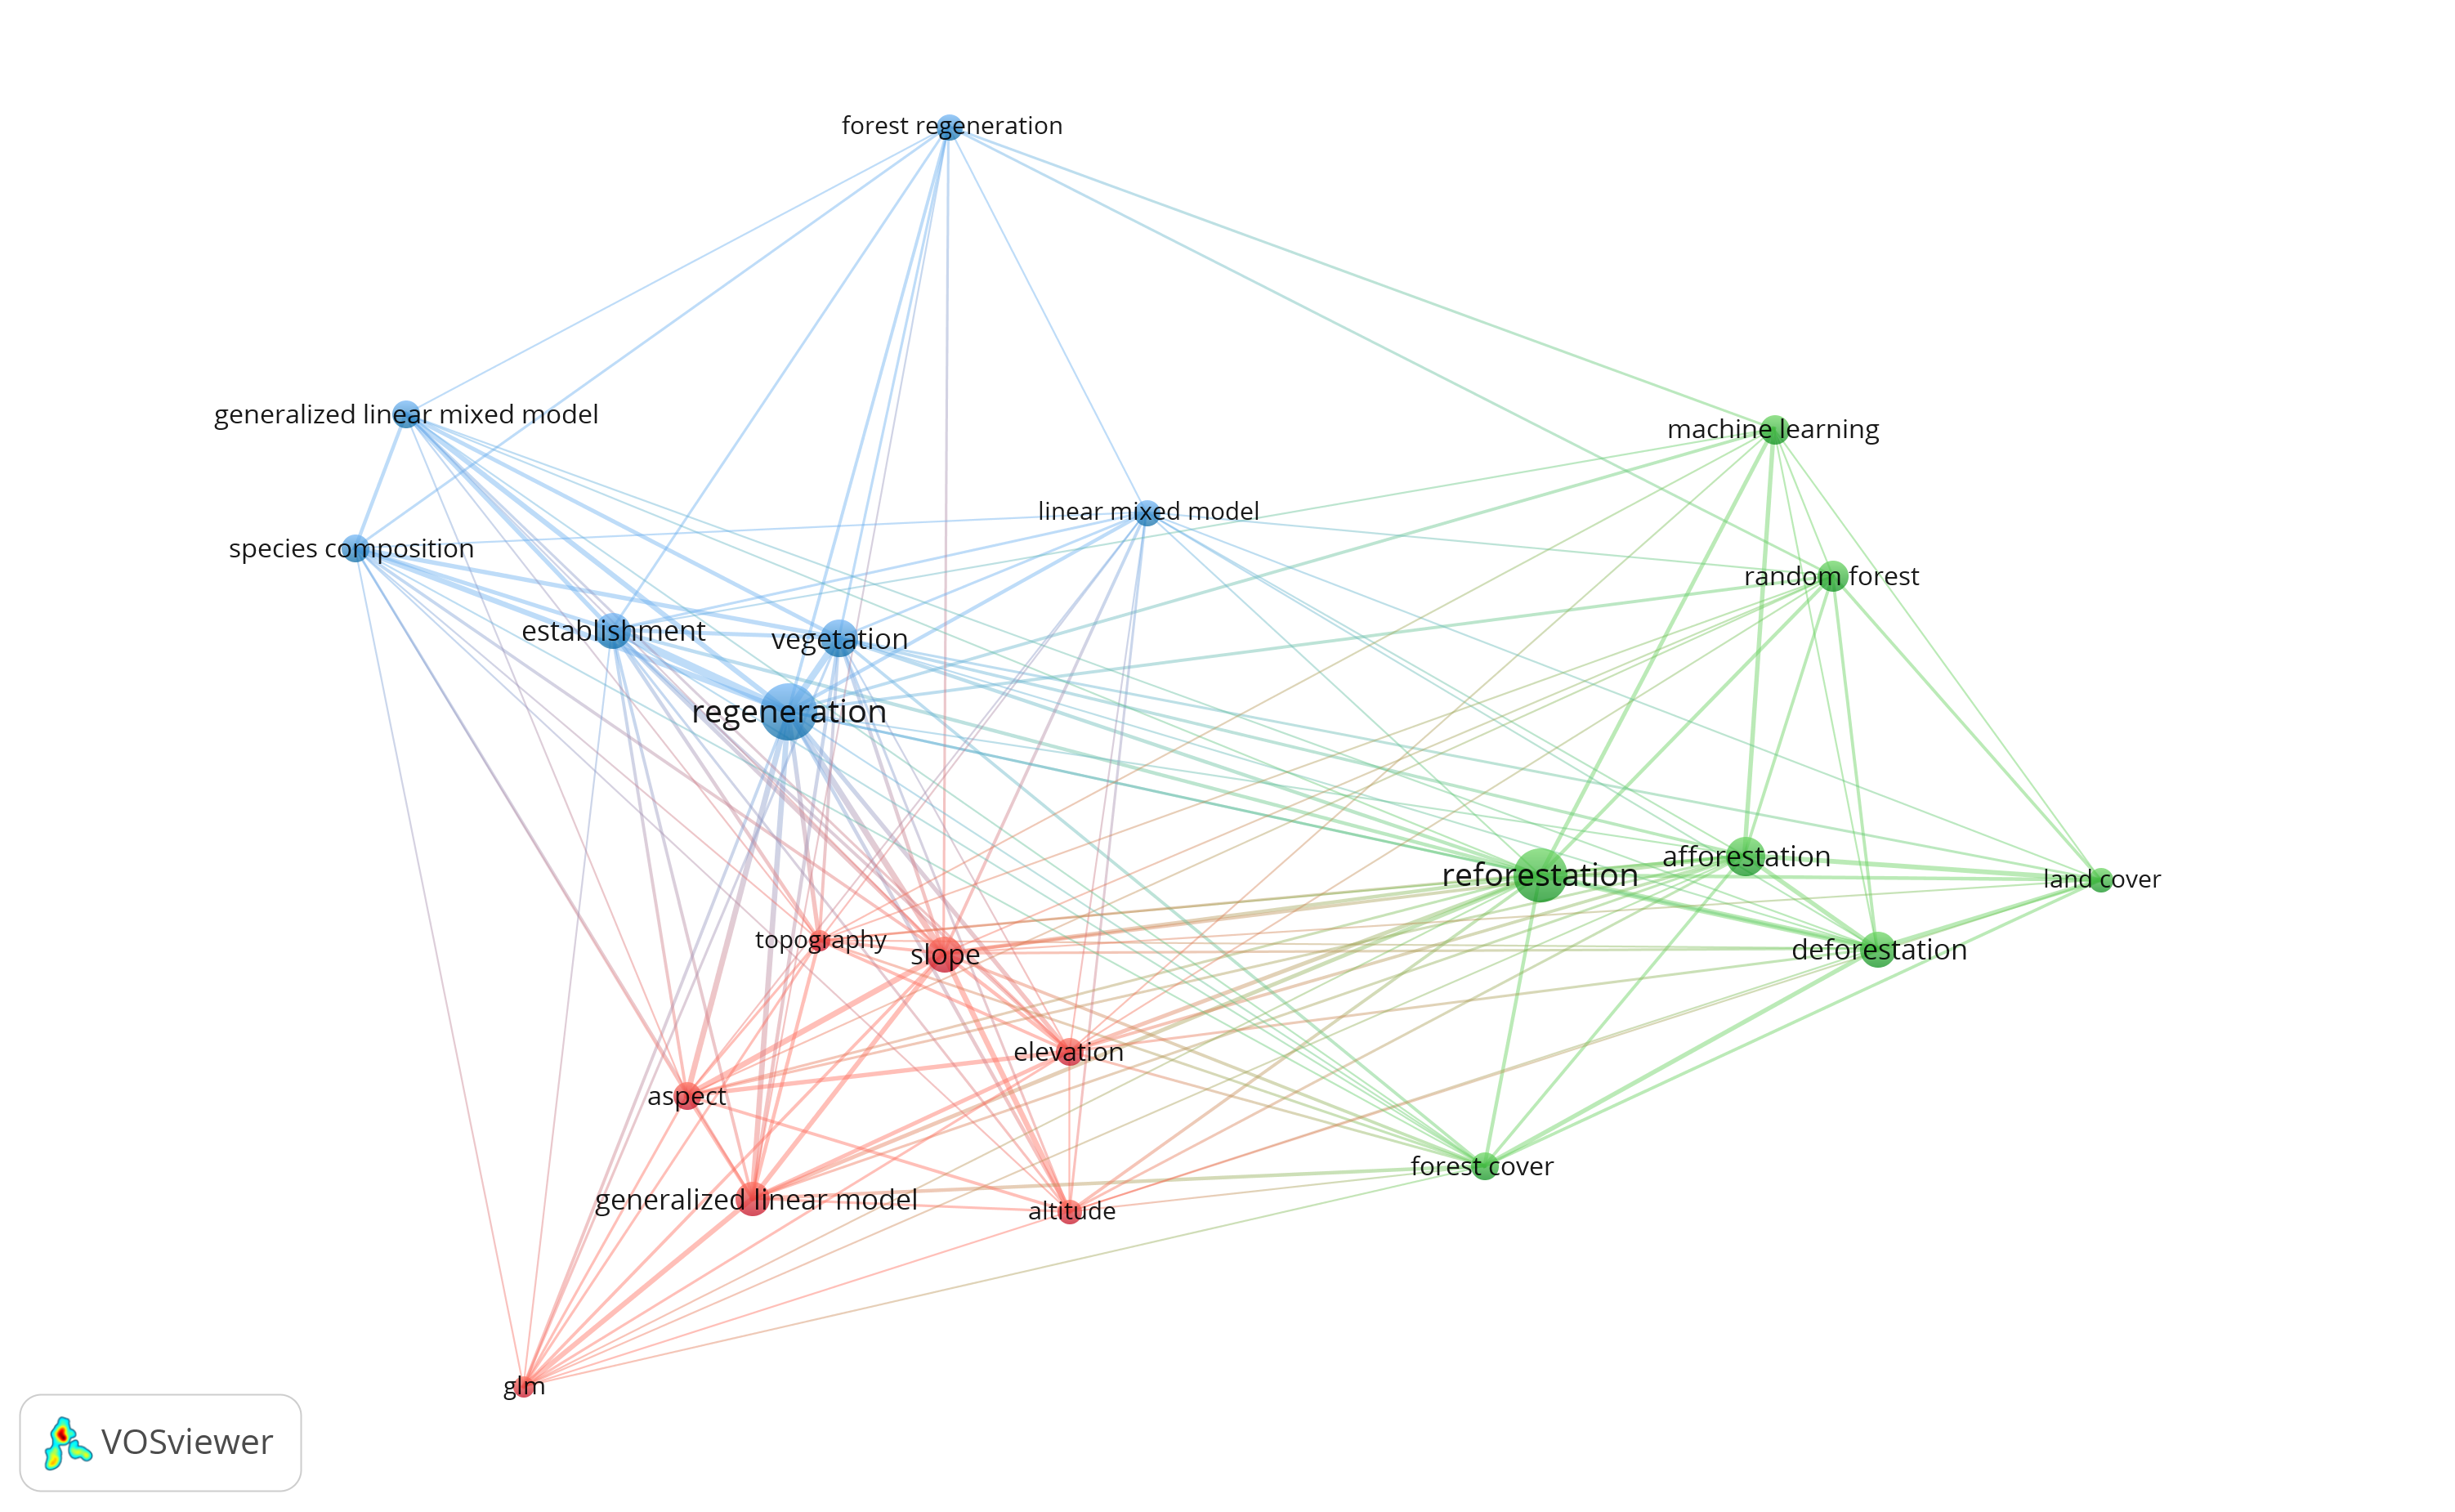 forest regeneration
generalized linear mixed model
machine learning
linear mixed model
species composition
random forest
establishment
vegetation
regeneration
afforestation
reforestation
land cover
topography
slope
deforestation
elevation
aspect
forest cover
generalized linear model
altitude
glm
VOSviewer